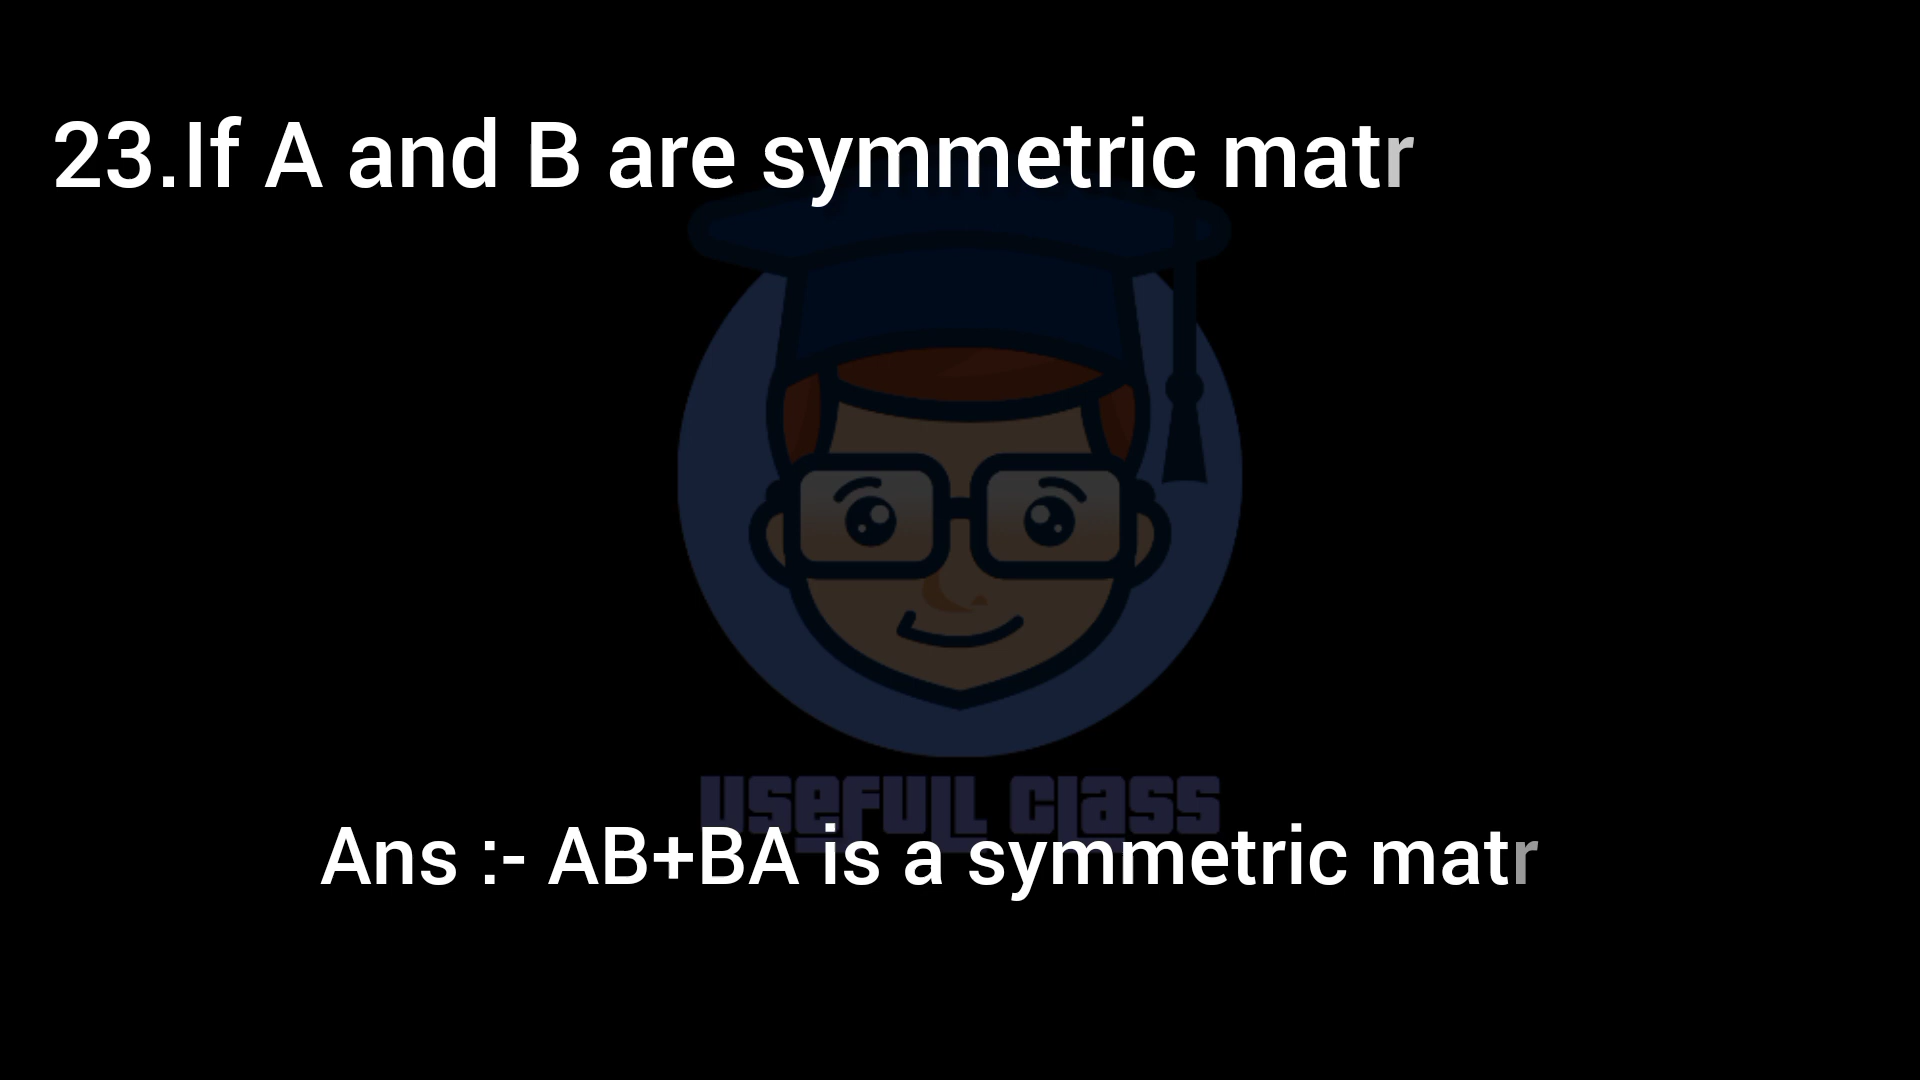 23.If A and B are symmetric matr
usefull class
Ans :- AB+BA is a symmetric matr